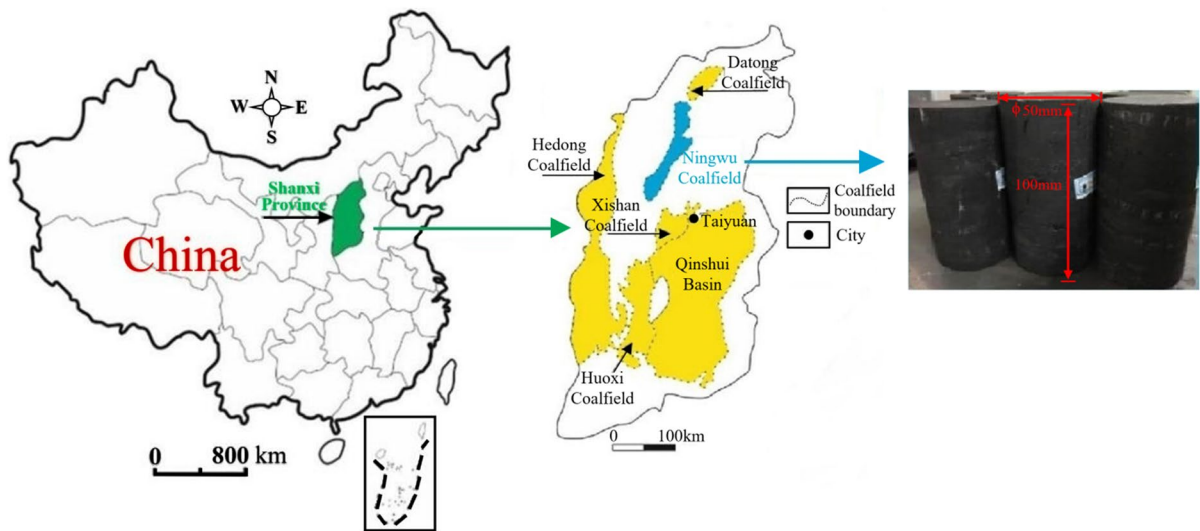 N
W E
S
Shanxi
Province
China
0 800 km
Datong
Coalfield
Hedong
Coalfield
Ningwu
Coalfield
Xishan
Coalfield
Taiyuan
Qinshui
Basin
Huoxi
Coalfield
0 100km
Coalfield
boundary
City
ϕ50mm
100mm